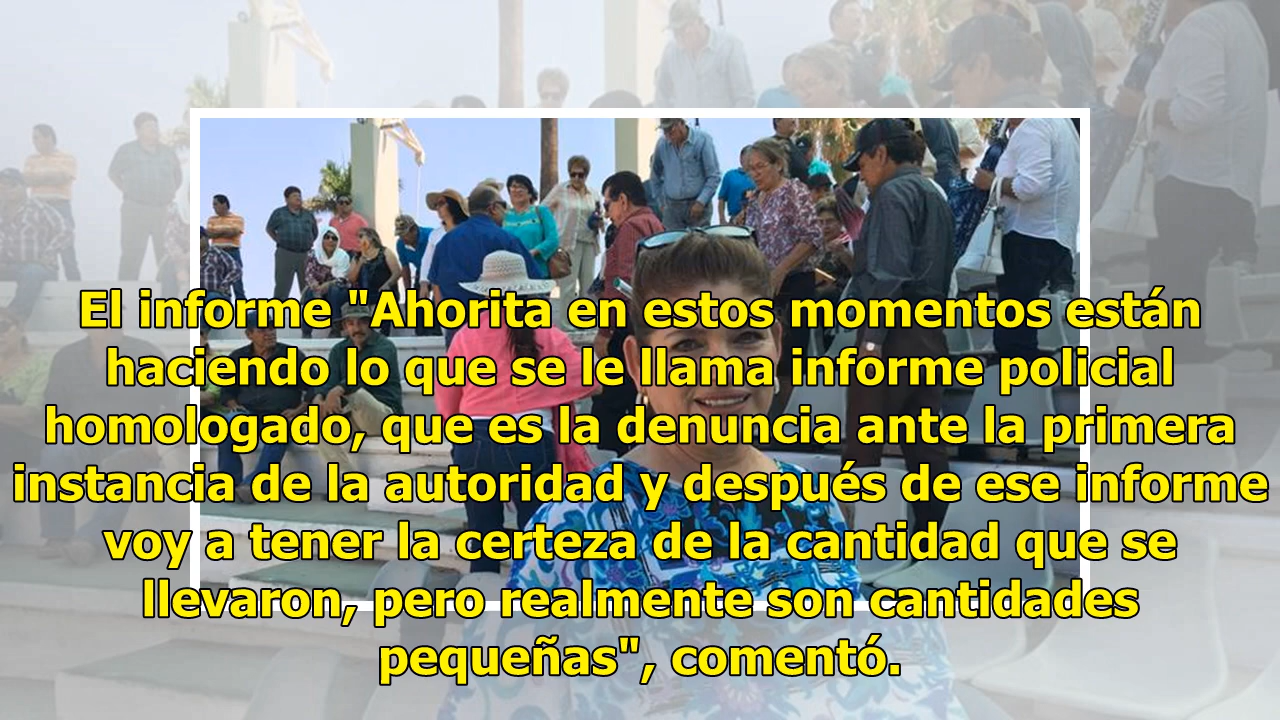 El informe "Ahorita en estos momentos están
haciendo lo que se le llama informe policial
homologado, que es la denuncia ante la primera
instancia de la autoridad y después de ese informe
voy a tener la certeza de la cantidad que se
llevaron, pero realmente son cantidades
pequeñas", comentó.